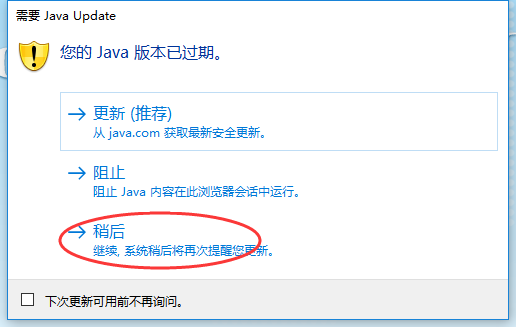 需要 Java Update
您的 Java 版本已过期。
更新 (推荐)
从 java.com 获取最新安全更新。
阻止
阻止 Java 内容在此浏览器会话中运行。
稍后
继续, 系统稍后将再次提醒您更新。
下次更新可用前不再询问。